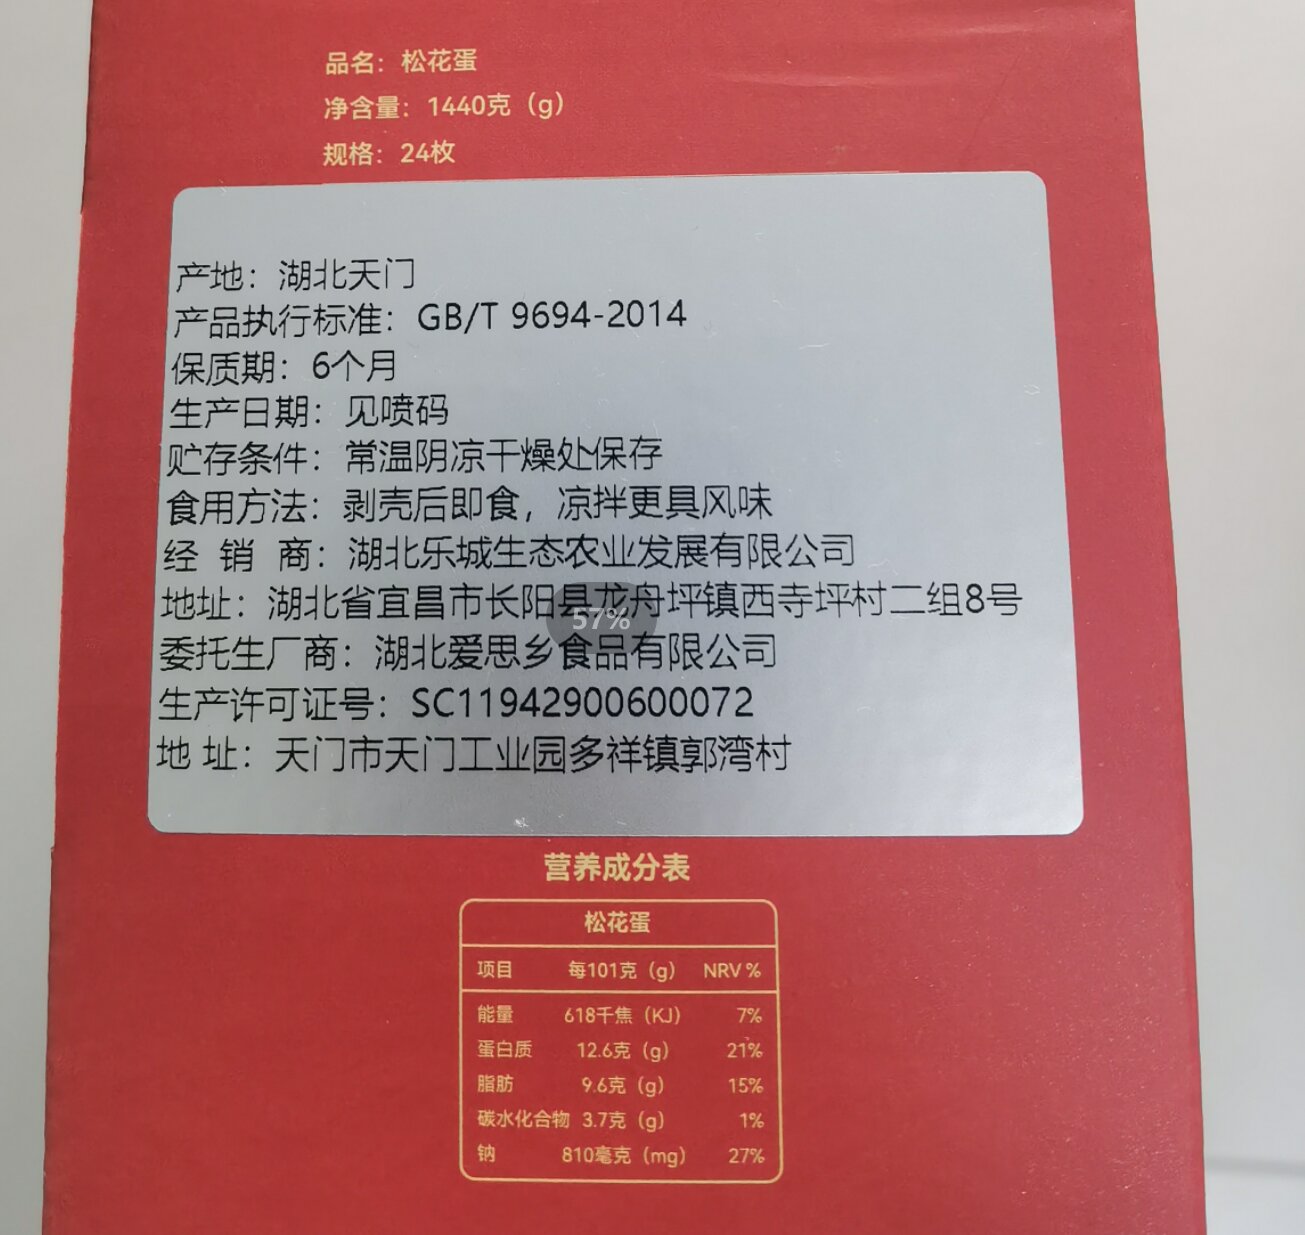 品名：松花蛋
净含量：1440克（g）
规格：24枚
产地：湖北天门
产品执行标准：GB/T 9694-2014
保质期：6个月
生产日期：见喷码
贮存条件：常温阴凉干燥处保存
食用方法：剥壳后即食，凉拌更具风味
经 销 商：湖北乐城生态农业发展有限公司
地址：湖北省宜昌市长阳县龙舟坪镇西寺坪村二组8号
57%
委托生厂商：湖北爱思乡食品有限公司
生产许可证号：SC11942900600072
地 址：天门市天门工业园多祥镇郭湾村
营养成分表
松花蛋
项目 每101克（g） NRV %
能量 618千焦（KJ） 7%
蛋白质 12.6克（g） 21%
脂肪 9.6克（g） 15%
碳水化合物 3.7克（g） 1%
钠 810毫克（mg） 27%